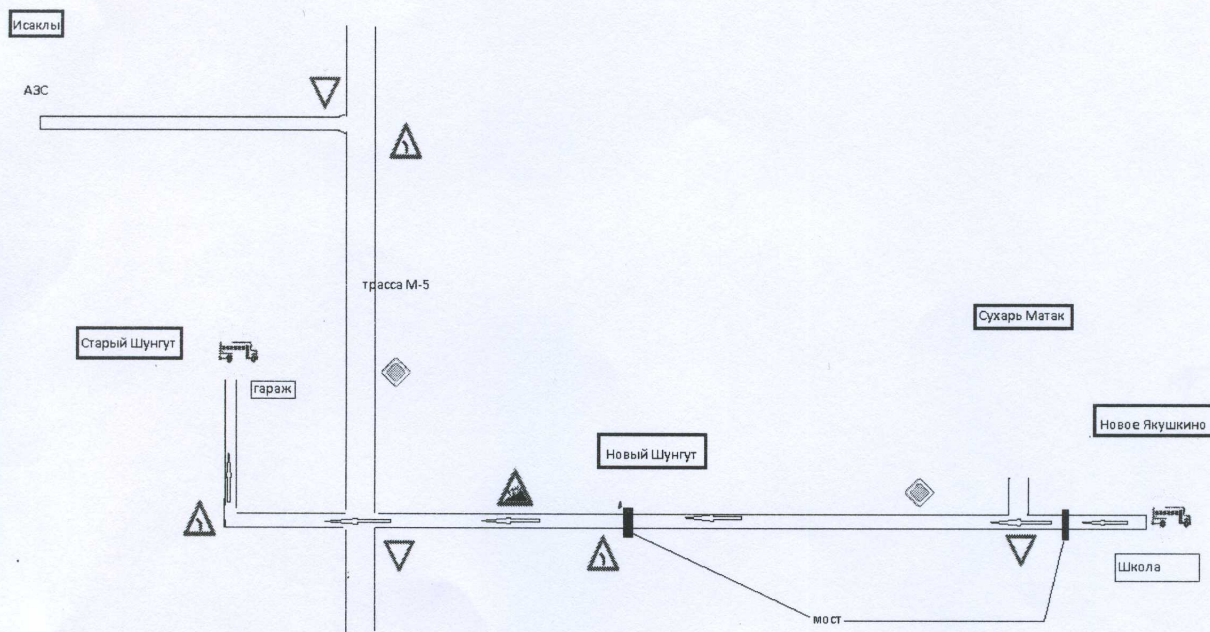 Исаклы
АЗС
трасса М-5
Сухарь Матак
Старый Шунгут
гараж
Новое Якушкино
Новый Шунгут
Школа
мост